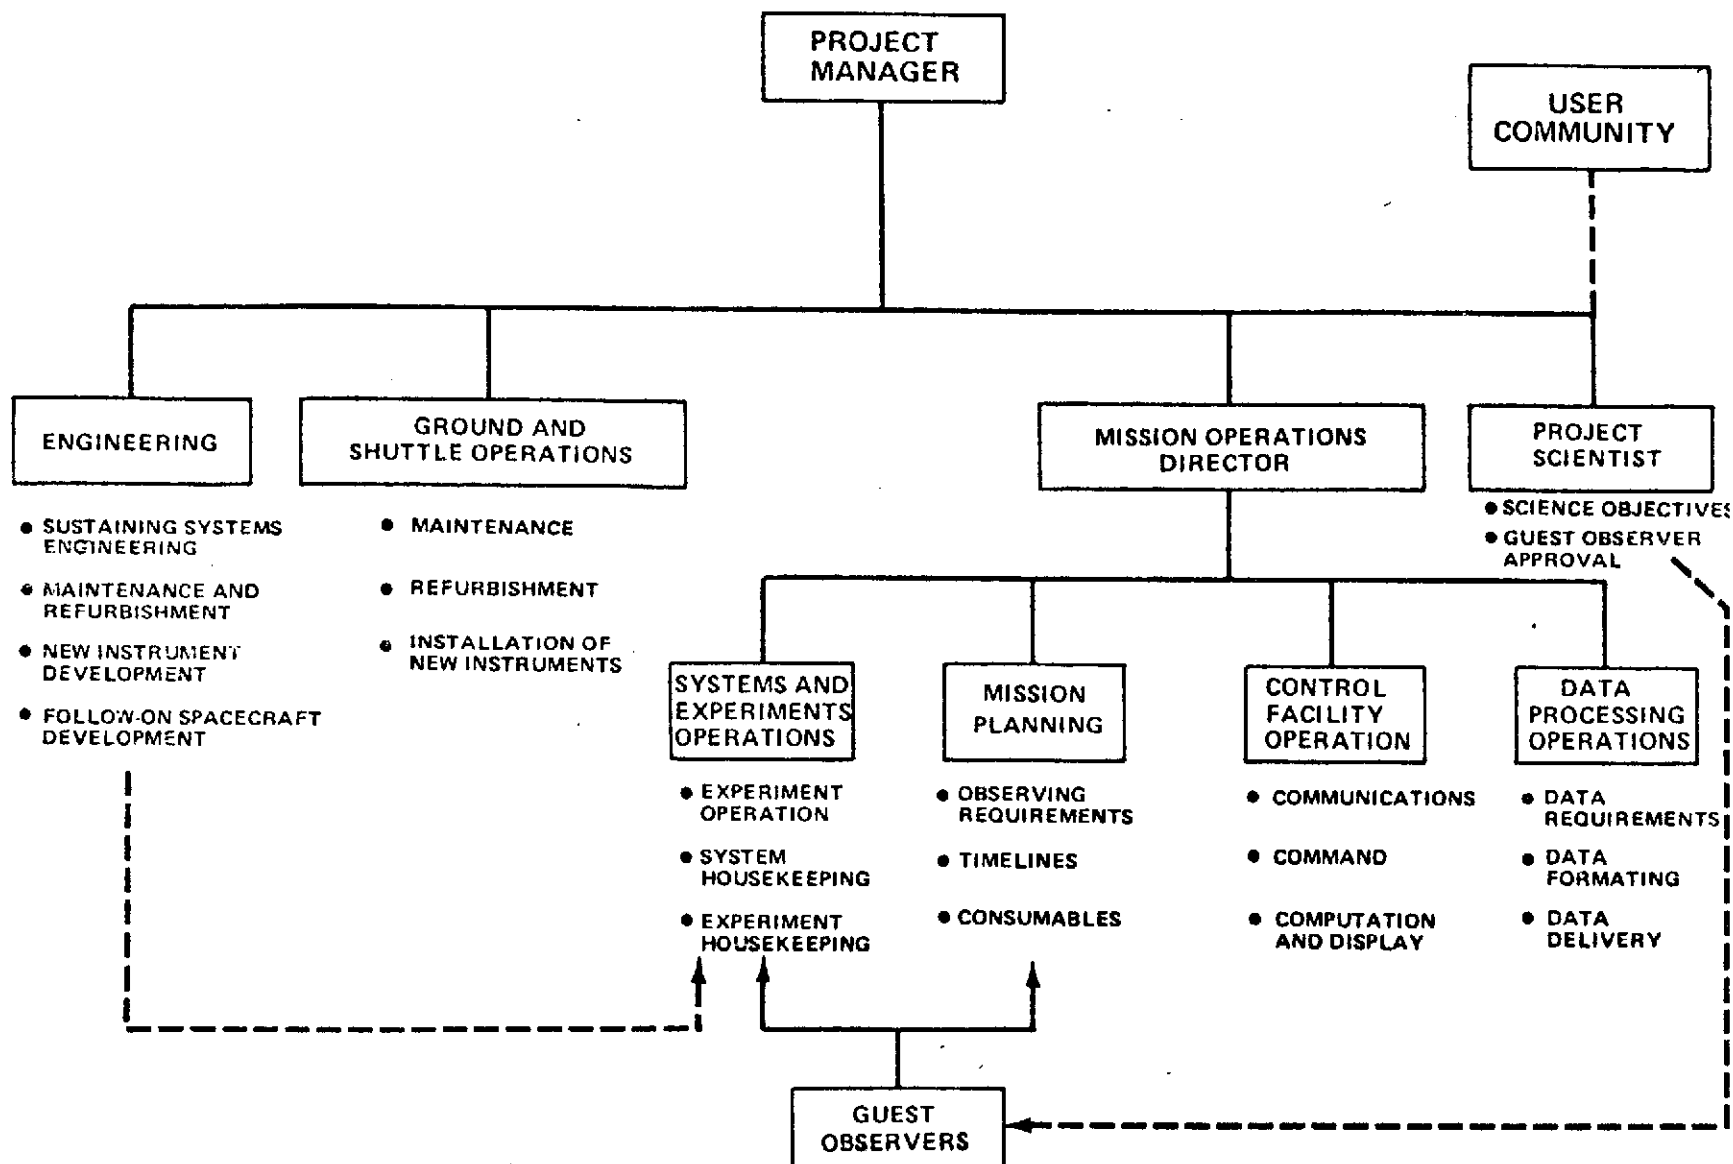 PROJECT
MANAGER
USER
COMMUNITY
ENGINEERING
● SUSTAINING SYSTEMS
ENGINEERING
● MAINTENANCE AND
REFURBISHMENT
● NEW INSTRUMENT
DEVELOPMENT
● FOLLOW-ON SPACECRAFT
DEVELOPMENT
GROUND AND
SHUTTLE OPERATIONS
● MAINTENANCE
● REFURBISHMENT
● INSTALLATION OF
NEW INSTRUMENTS
MISSION OPERATIONS
DIRECTOR
PROJECT
SCIENTIST
● SCIENCE OBJECTIVES
● GUEST OBSERVER
APPROVAL
SYSTEMS AND
EXPERIMENTS
OPERATIONS
● EXPERIMENT
OPERATION
● SYSTEM
HOUSEKEEPING
● EXPERIMENT
HOUSEKEEPING
MISSION
PLANNING
● OBSERVING
REQUIREMENTS
● TIMELINES
● CONSUMABLES
CONTROL
FACILITY
OPERATION
● COMMUNICATIONS
● COMMAND
● COMPUTATION
AND DISPLAY
DATA
PROCESSING
OPERATIONS
● DATA
REQUIREMENTS
● DATA
FORMATING
● DATA
DELIVERY
GUEST
OBSERVERS